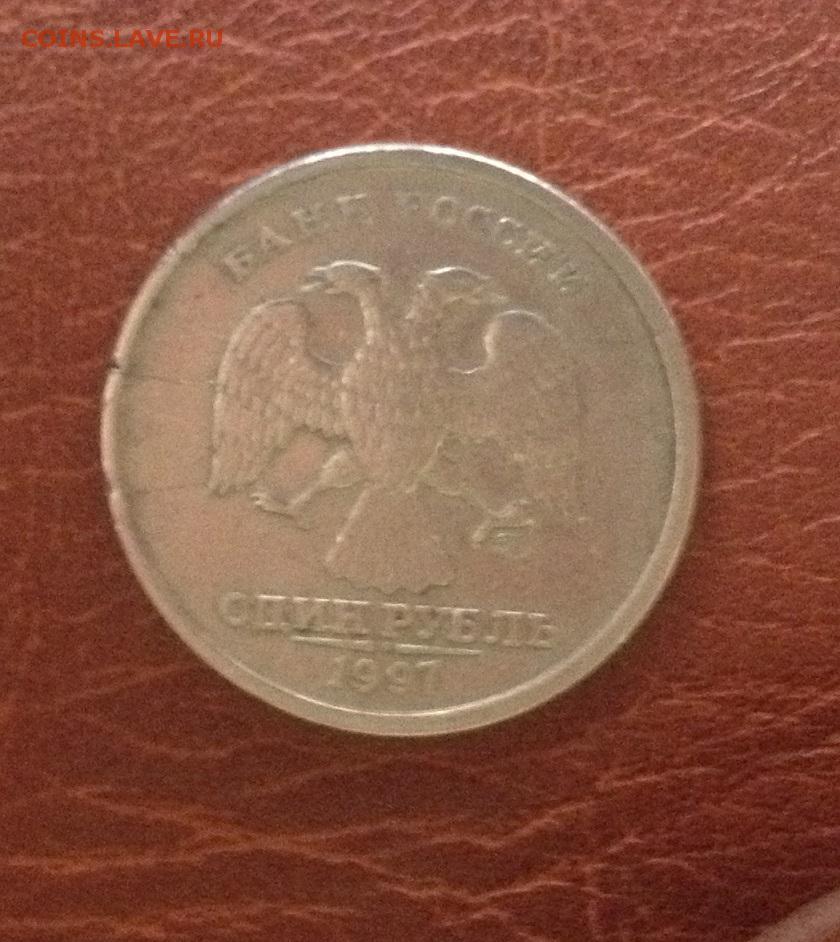 COINS.LAVE.RU
БАНК РОССИИ
ОДИН РУБЛЬ
1997